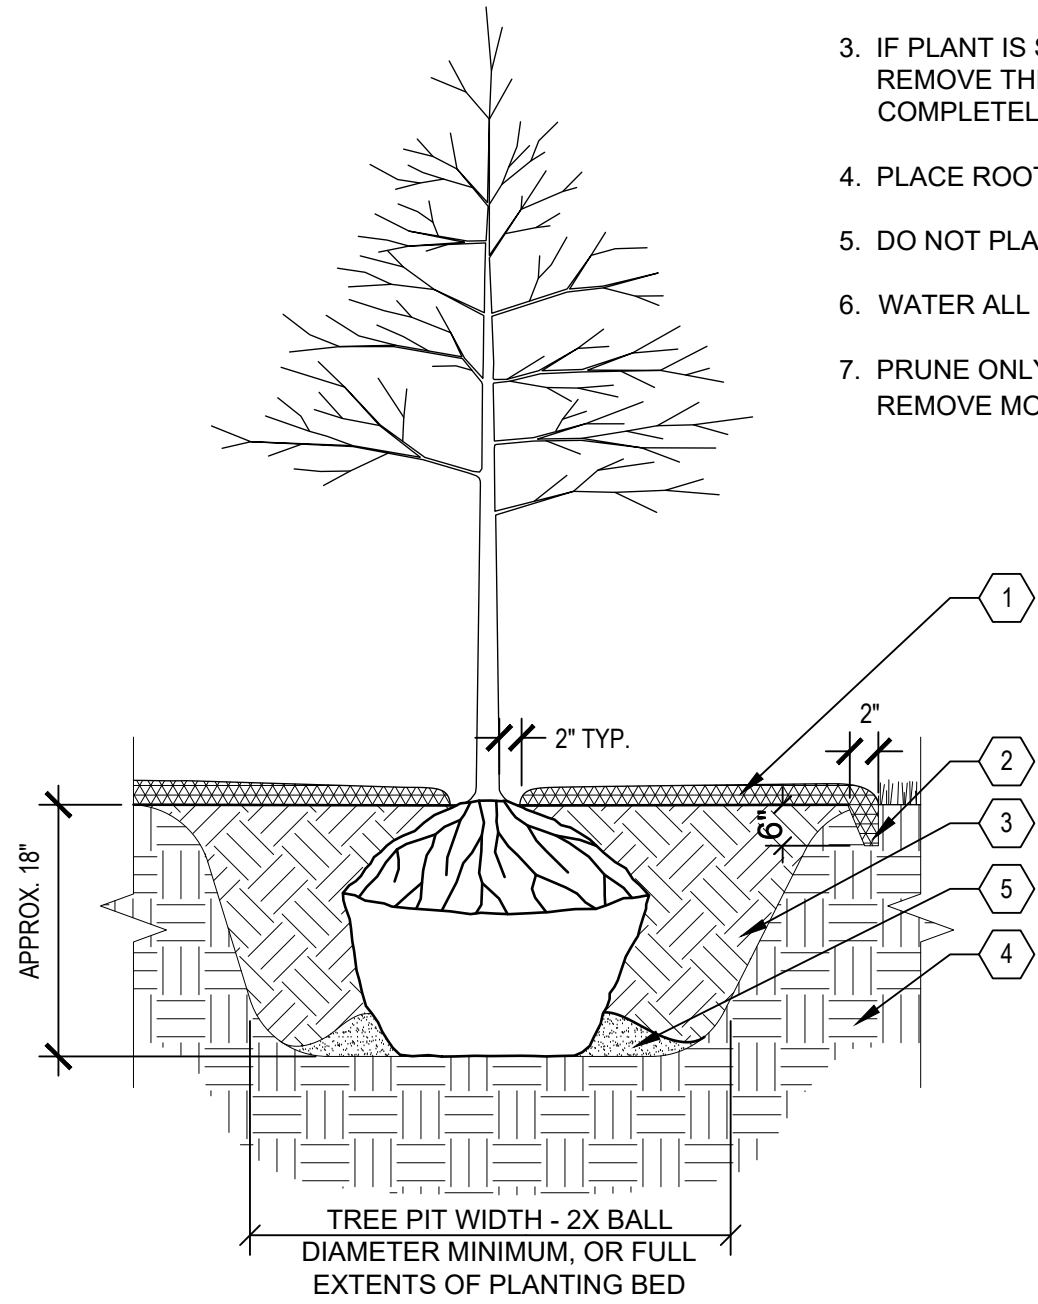 3. IF PLANT IS S
REMOVE TH
COMPLETEL
4. PLACE ROOT
5. DO NOT PLA
6. WATER ALL
7. PRUNE ONLY
REMOVE MO
1
2" TYP.
2"
2
6"
3
5
4
APPROX. 18"
TREE PIT WIDTH - 2X BALL
DIAMETER MINIMUM, OR FULL
EXTENTS OF PLANTING BED